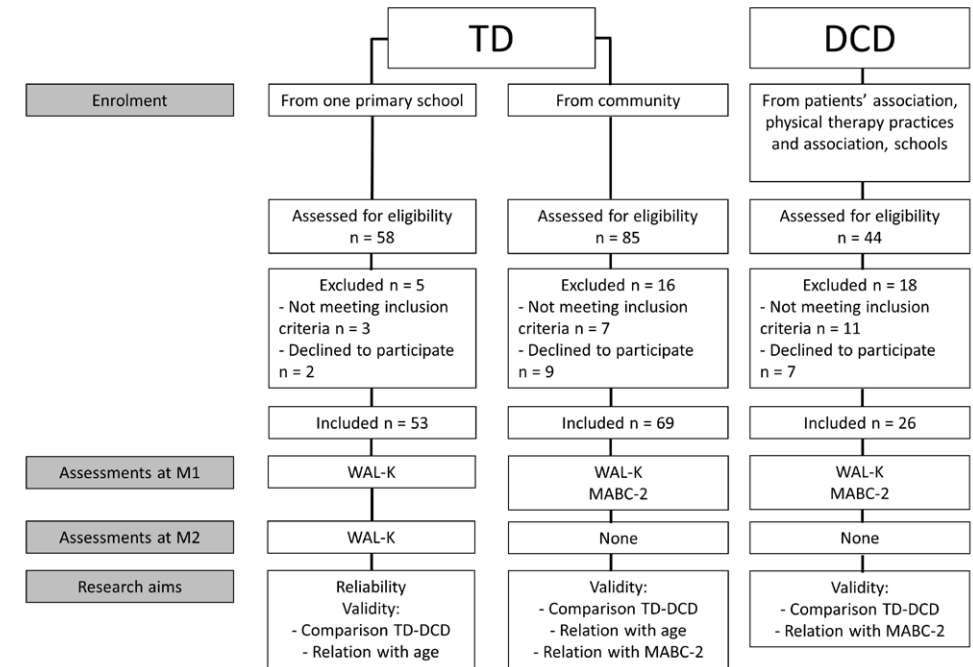 TD
DCD
Enrolment
From one primary school
From community
From patients’ association,
physical therapy practices
and association, schools
Assessed for eligibility
n = 58
Assessed for eligibility
n = 85
Assessed for eligibility
n = 44
Excluded n = 5
- Not meeting inclusion
criteria n = 3
- Declined to participate
n = 2
Excluded n = 16
- Not meeting inclusion
criteria n = 7
- Declined to participate
n = 9
Excluded n = 18
- Not meeting inclusion
criteria n = 11
- Declined to participate
n = 7
Included n = 53
Included n = 69
Included n = 26
Assessments at M1
WAL-K
WAL-K
MABC-2
WAL-K
MABC-2
Assessments at M2
WAL-K
None
None
Research aims
Reliability
Validity:
- Comparison TD-DCD
- Relation with age
Validity:
- Comparison TD-DCD
- Relation with age
- Relation with MABC-2
Validity:
- Comparison TD-DCD
- Relation with MABC-2